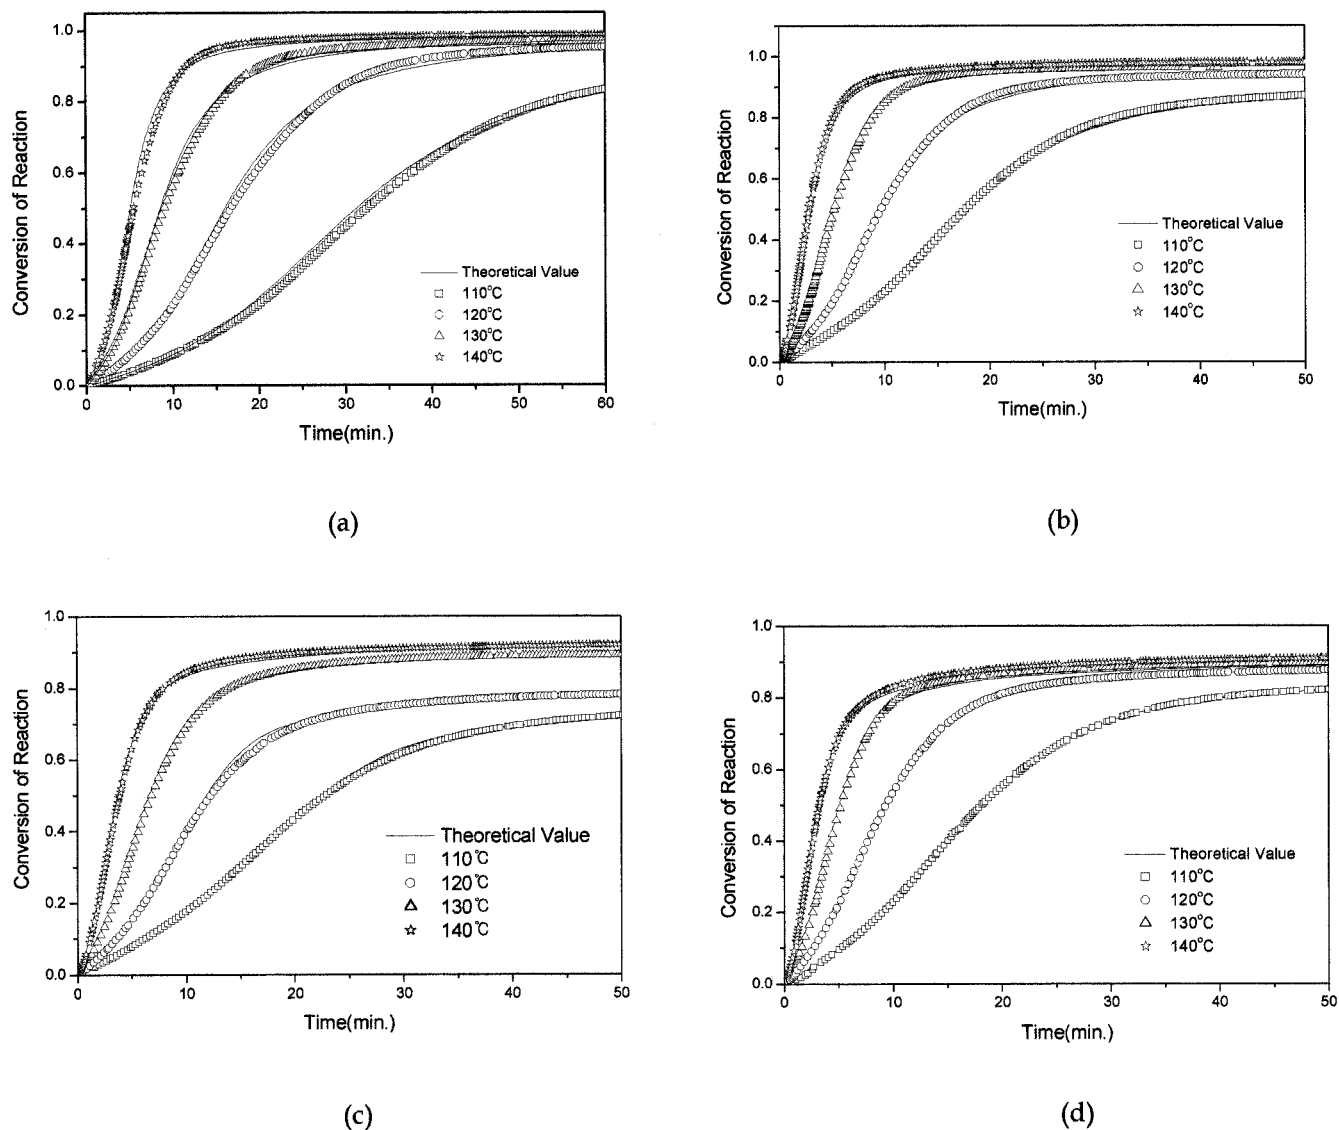 Conversion of Reaction
1.0
0.8
0.6
0.4
0.2
0.0
Theoretical Value
110°C
120°C
130°C
140°C
0 10 20 30 40 50 60
Time(min.)
(a)
Conversion of Reaction
1.0
0.8
0.6
0.4
0.2
0.0
Theoretical Value
110°C
120°C
130°C
140°C
0 10 20 30 40 50
Time(min.)
(b)
Conversion of Reaction
1.0
0.8
0.6
0.4
0.2
0.0
Theoretical Value
110℃
120℃
130℃
140℃
0 10 20 30 40 50
Time(min.)
(c)
Conversion of Reaction
1.0
0.8
0.6
0.4
0.2
0.0
Theoretical Value
110°C
120°C
130°C
140°C
0 10 20 30 40 50
Time(min.)
(d)